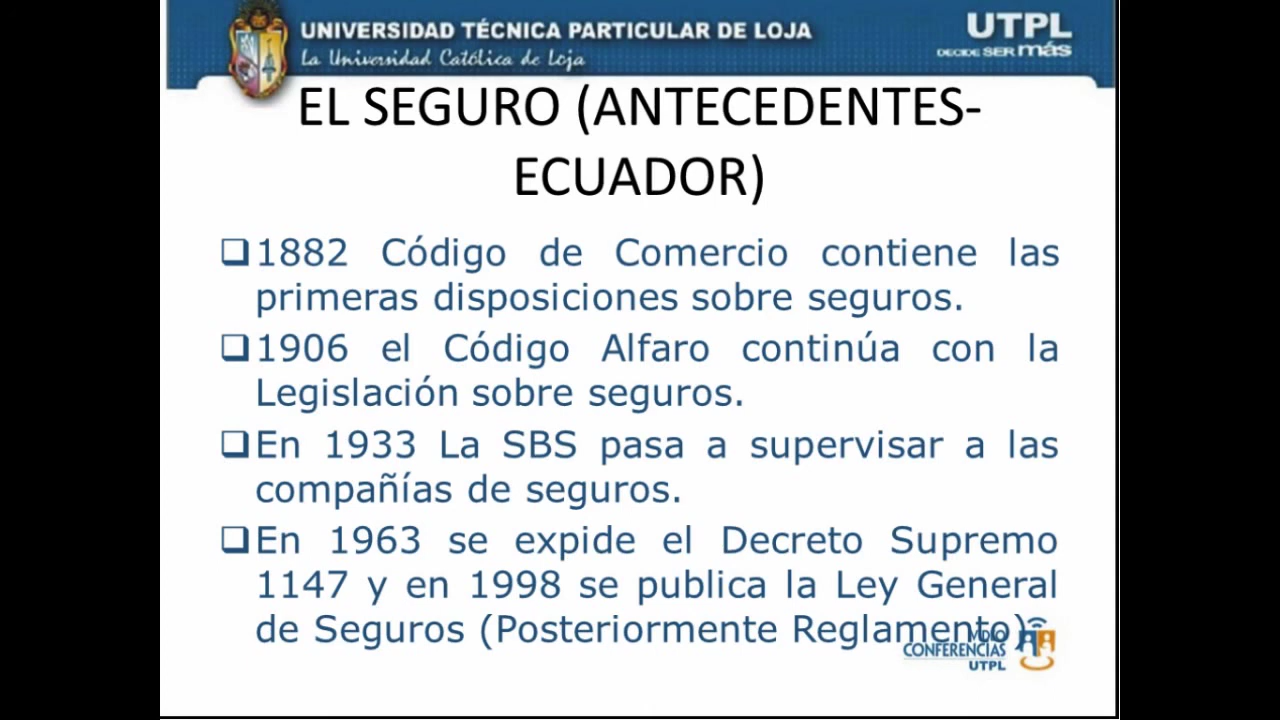 UNIVERSIDAD TÉCNICA PARTICULAR DE LOJA
La Universidad Católica de Loja
UTPL
DECIDE SER más
EL SEGURO (ANTECEDENTES-
ECUADOR)
❑1882 Código de Comercio contiene las
primeras disposiciones sobre seguros.
❑1906 el Código Alfaro continúa con la
Legislación sobre seguros.
❑En 1933 La SBS pasa a supervisar a las
compañías de seguros.
❑En 1963 se expide el Decreto Supremo
1147 y en 1998 se publica la Ley General
de Seguros (Posteriormente Reglamento)
CONFERENCIAS
UTPL